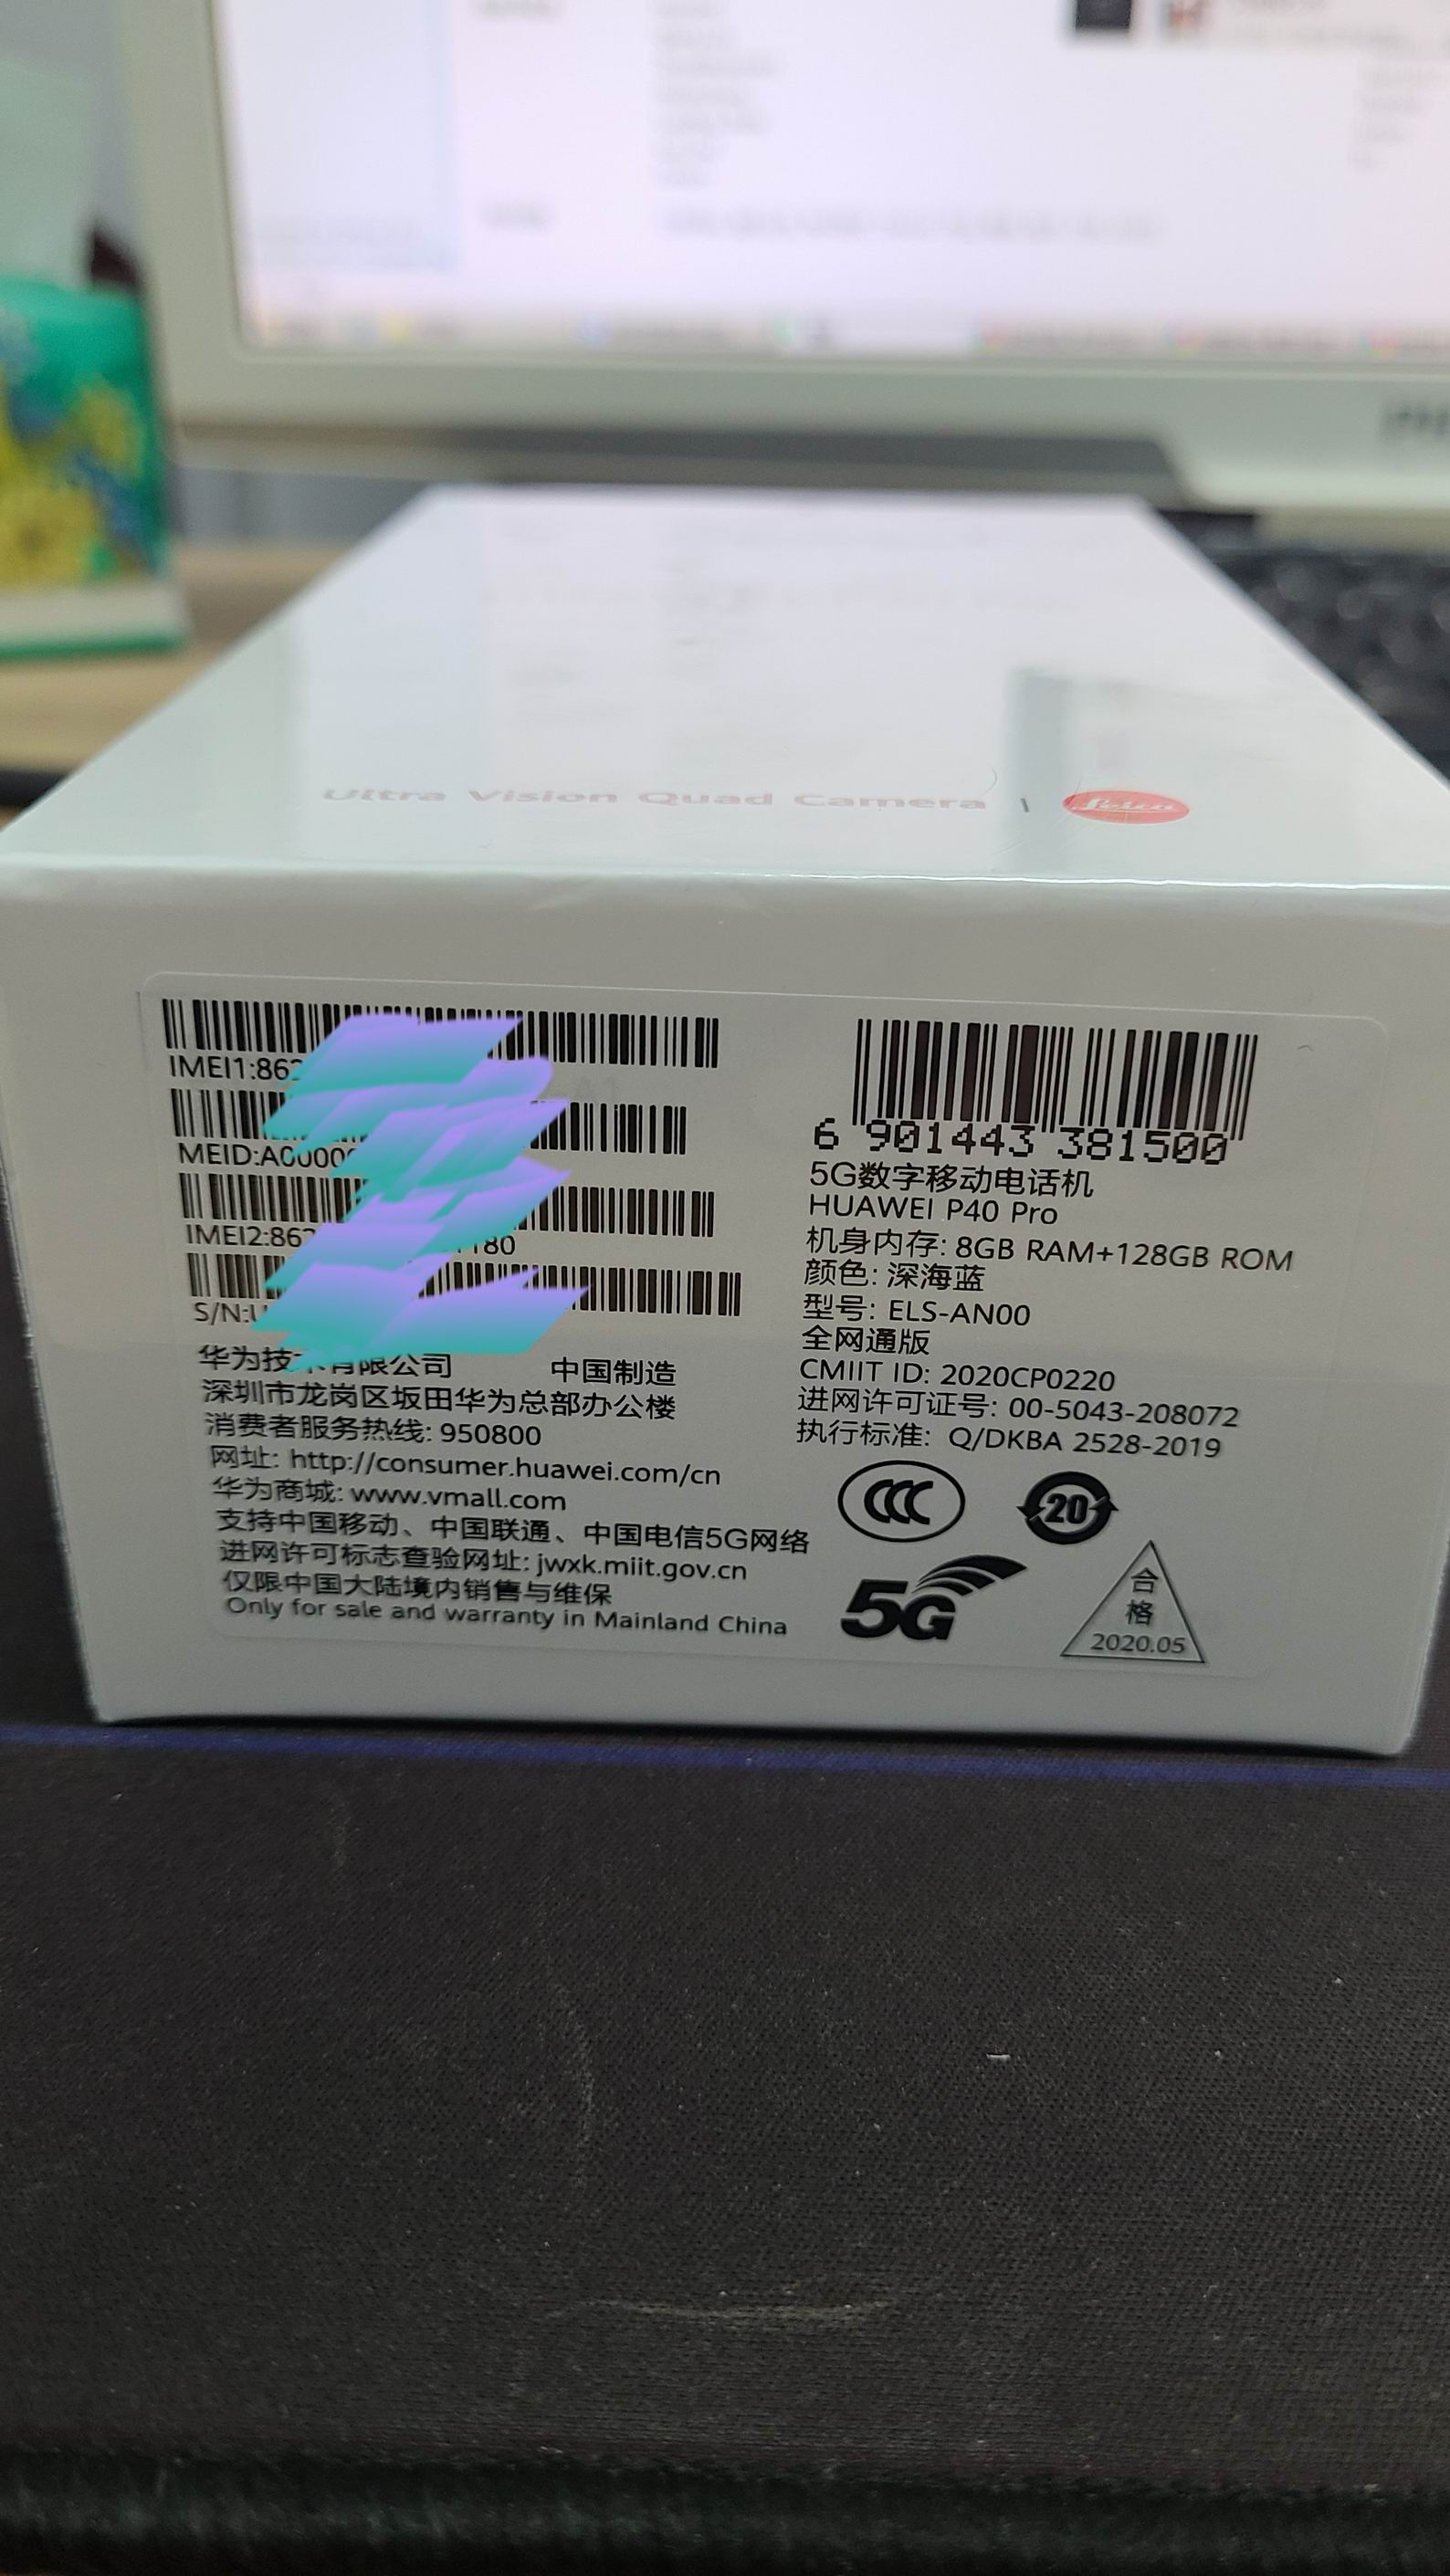 Ultra Vision Quad Camera | Leica
IMEI1:862
MEID:A00000
IMEI2:862 180
S/N:U
华为技术有限公司 中国制造
深圳市龙岗区坂田华为总部办公楼
消费者服务热线: 950800
网址: http://consumer.huawei.com/cn
华为商城: www.vmall.com
支持中国移动、中国联通、中国电信5G网络
进网许可标志查验网址: jwxk.miit.gov.cn
仅限中国大陆境内销售与维保
Only for sale and warranty in Mainland China
6 901443 381500
5G数字移动电话机
HUAWEI P40 Pro
机身内存: 8GB RAM+128GB ROM
颜色: 深海蓝
型号: ELS-AN00
全网通版
CMIIT ID: 2020CP0220
进网许可证号: 00-5043-208072
执行标准: Q/DKBA 2528-2019
CCC
20
5G
合
格
2020.05